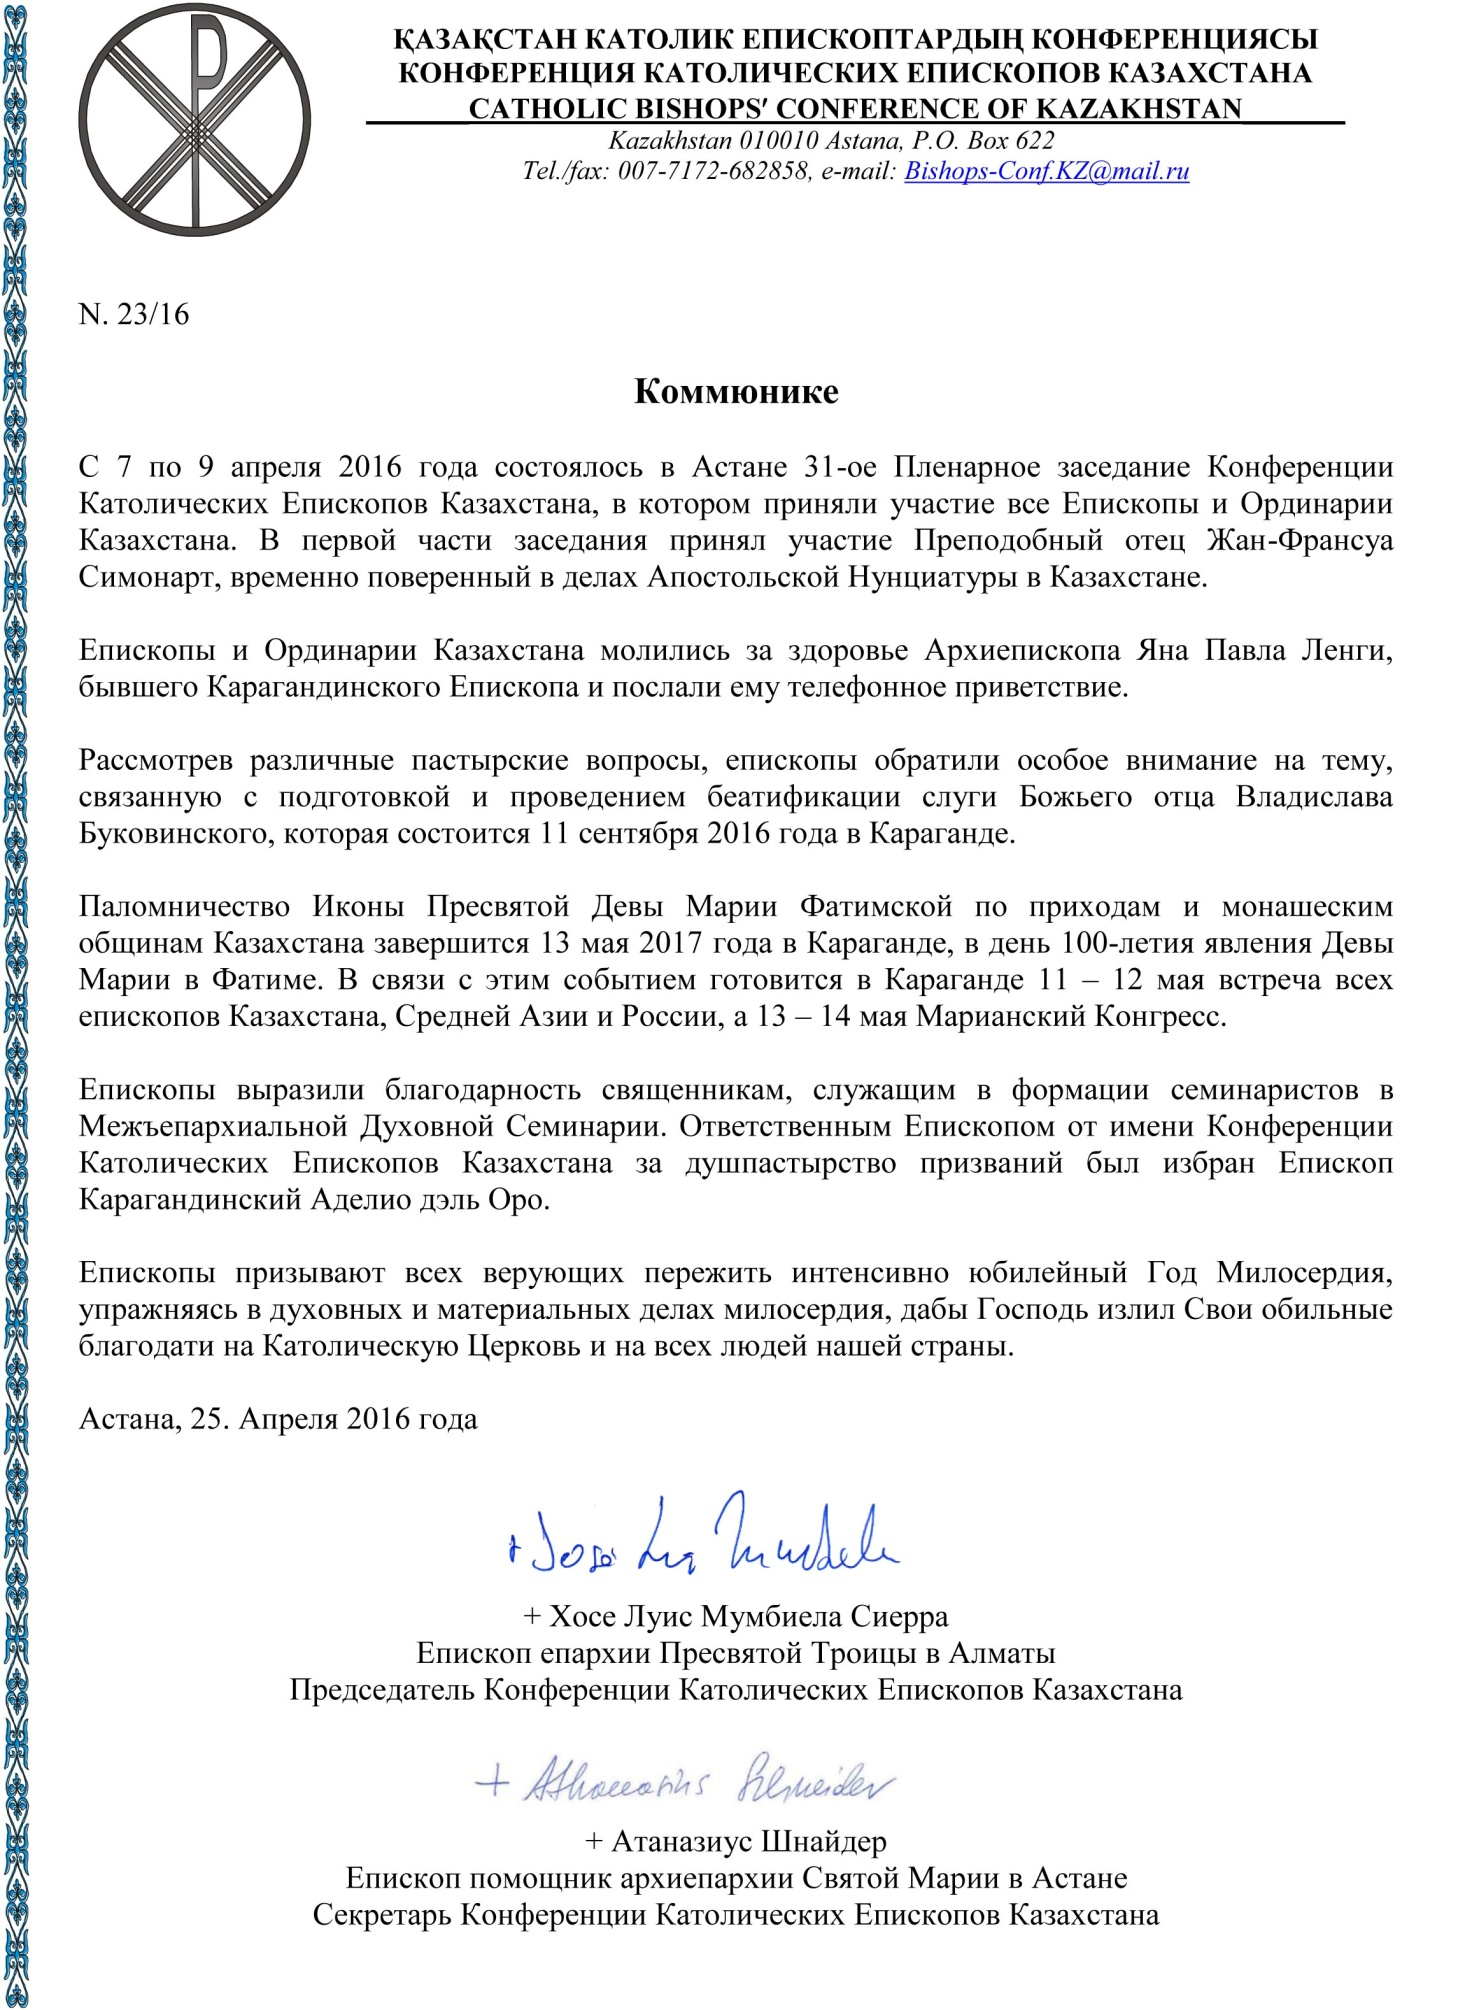 ҚАЗАҚСТАН КАТОЛИК ЕПИСКОПТАРДЫҢ КОНФЕРЕНЦИЯСЫ
КОНФЕРЕНЦИЯ КАТОЛИЧЕСКИХ ЕПИСКОПОВ КАЗАХСТАНА
CATHOLIC BISHOPS′ CONFERENCE OF KAZAKHSTAN
Kazakhstan 010010 Astana, P.O. Box 622
Tel./fax: 007-7172-682858, e-mail: Bishops-Conf.KZ@mail.ru
N. 23/16
Коммюнике
С 7 по 9 апреля 2016 года состоялось в Астане 31-ое Пленарное заседание Конференции
Католических Епископов Казахстана, в котором приняли участие все Епископы и Ординарии
Казахстана. В первой части заседания принял участие Преподобный отец Жан-Франсуа
Симонарт, временно поверенный в делах Апостольской Нунциатуры в Казахстане.
Епископы и Ординарии Казахстана молились за здоровье Архиепископа Яна Павла Ленги,
бывшего Карагандинского Епископа и послали ему телефонное приветствие.
Рассмотрев различные пастырские вопросы, епископы обратили особое внимание на тему,
связанную с подготовкой и проведением беатификации слуги Божьего отца Владислава
Буковинского, которая состоится 11 сентября 2016 года в Караганде.
Паломничество Иконы Пресвятой Девы Марии Фатимской по приходам и монашеским
общинам Казахстана завершится 13 мая 2017 года в Караганде, в день 100-летия явления Девы
Марии в Фатиме. В связи с этим событием готовится в Караганде 11 – 12 мая встреча всех
епископов Казахстана, Средней Азии и России, а 13 – 14 мая Марианский Конгресс.
Епископы выразили благодарность священникам, служащим в формации семинаристов в
Межъепархиальной Духовной Семинарии. Ответственным Епископом от имени Конференции
Католических Епископов Казахстана за душпастырство призваний был избран Епископ
Карагандинский Аделио дэль Оро.
Епископы призывают всех верующих пережить интенсивно юбилейный Год Милосердия,
упражняясь в духовных и материальных делах милосердия, дабы Господь излил Свои обильные
благодати на Католическую Церковь и на всех людей нашей страны.
Астана, 25. Апреля 2016 года
+ José Luis Mumbiela
+ Хосе Луис Мумбиела Сиерра
Епископ епархии Пресвятой Троицы в Алматы
Председатель Конференции Католических Епископов Казахстана
+ Athanasius Schneider
+ Атаназиус Шнайдер
Епископ помощник архиепархии Святой Марии в Астане
Секретарь Конференции Католических Епископов Казахстана